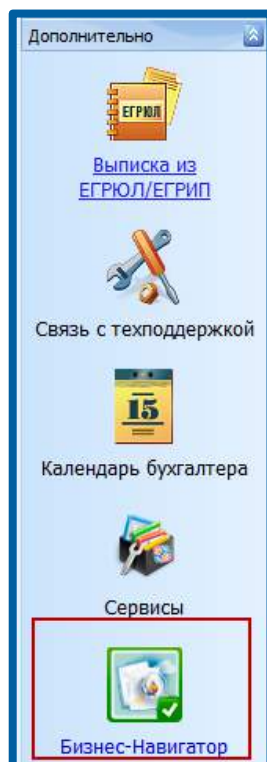 Дополнительно
ЕГРЮЛ
Выписка из
ЕГРЮЛ/ЕГРИП
Связь с техподдержкой
15
Календарь бухгалтера
Сервисы
Бизнес-Навигатор